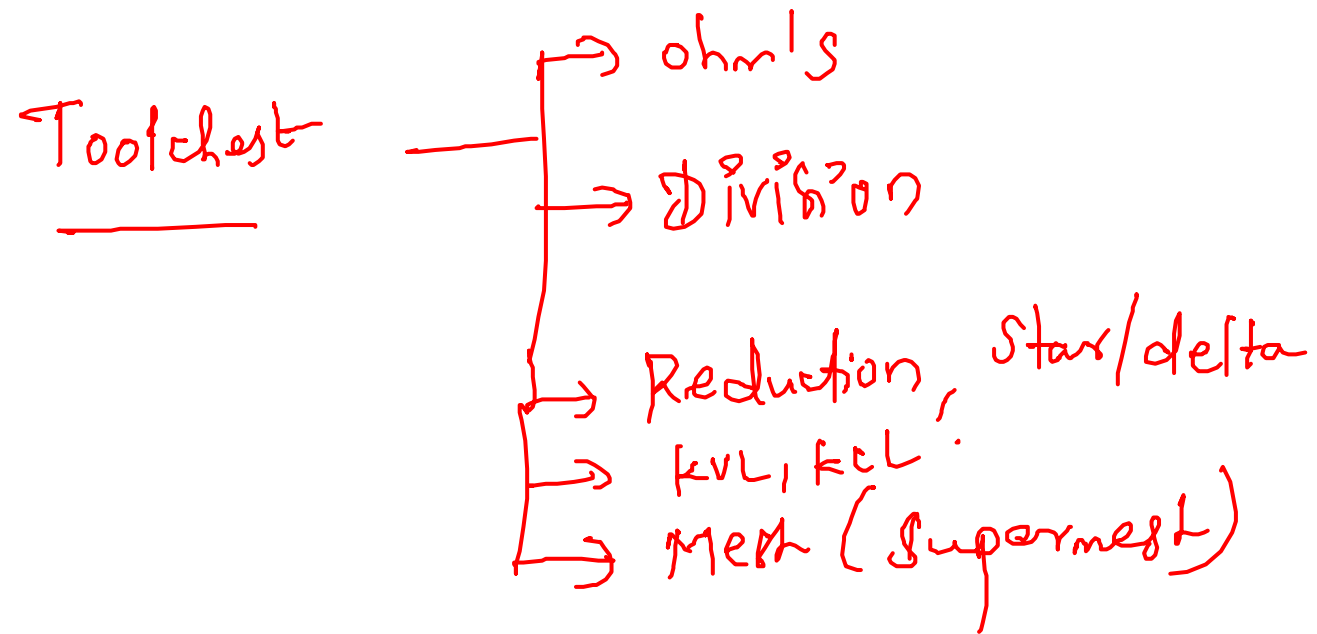 Toolchest
ohm's
Division
Reduction, Star/delta
KVL, KCL
Mesh (Supermesh)